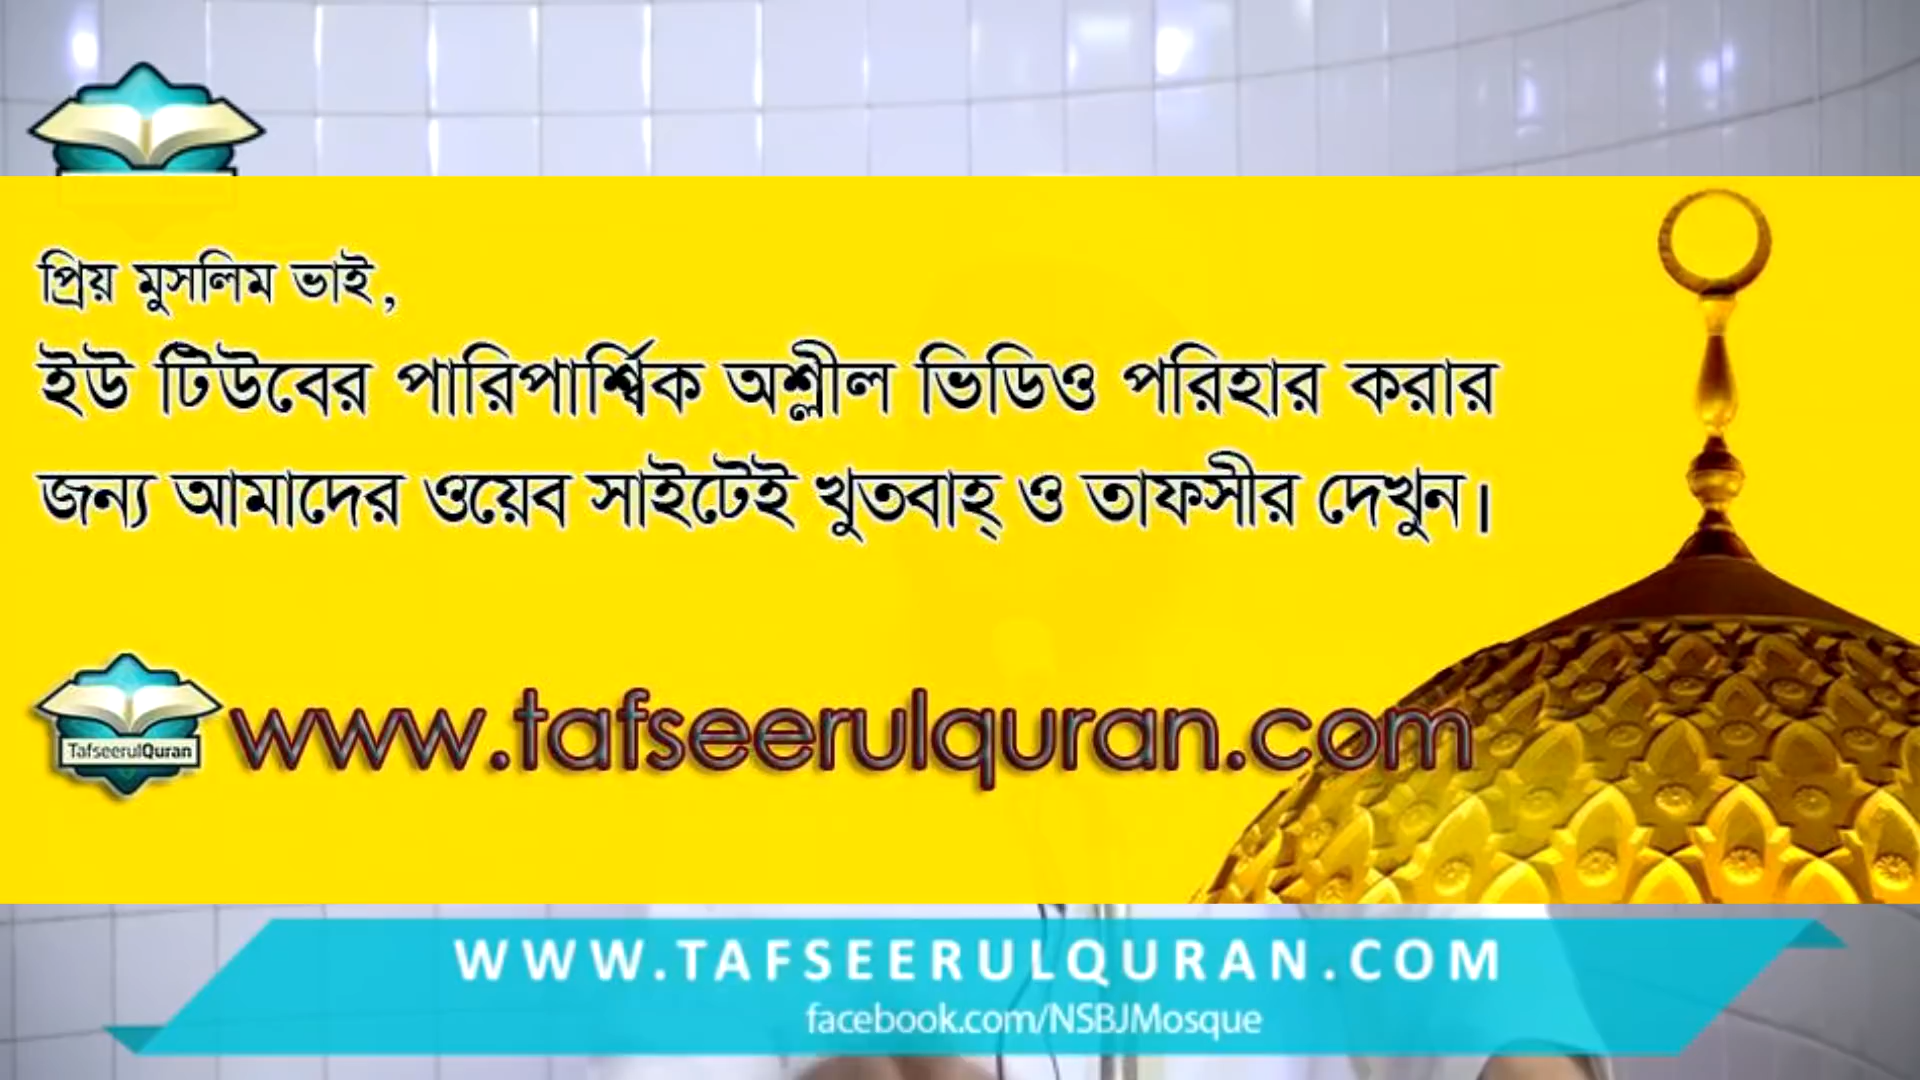 প্রিয় মুসলিম ভাই,
ইউ টিউবের পারিপার্শ্বিক অশ্লীল ভিডিও পরিহার করার
জন্য আমাদের ওয়েব সাইটেই খুতবাহ্ ও তাফসীর দেখুন।
TafseerulQuran
www.tafseerulquran.com
WWW.TAFSEERULQURAN.COM
facebook.com/NSBJMosque